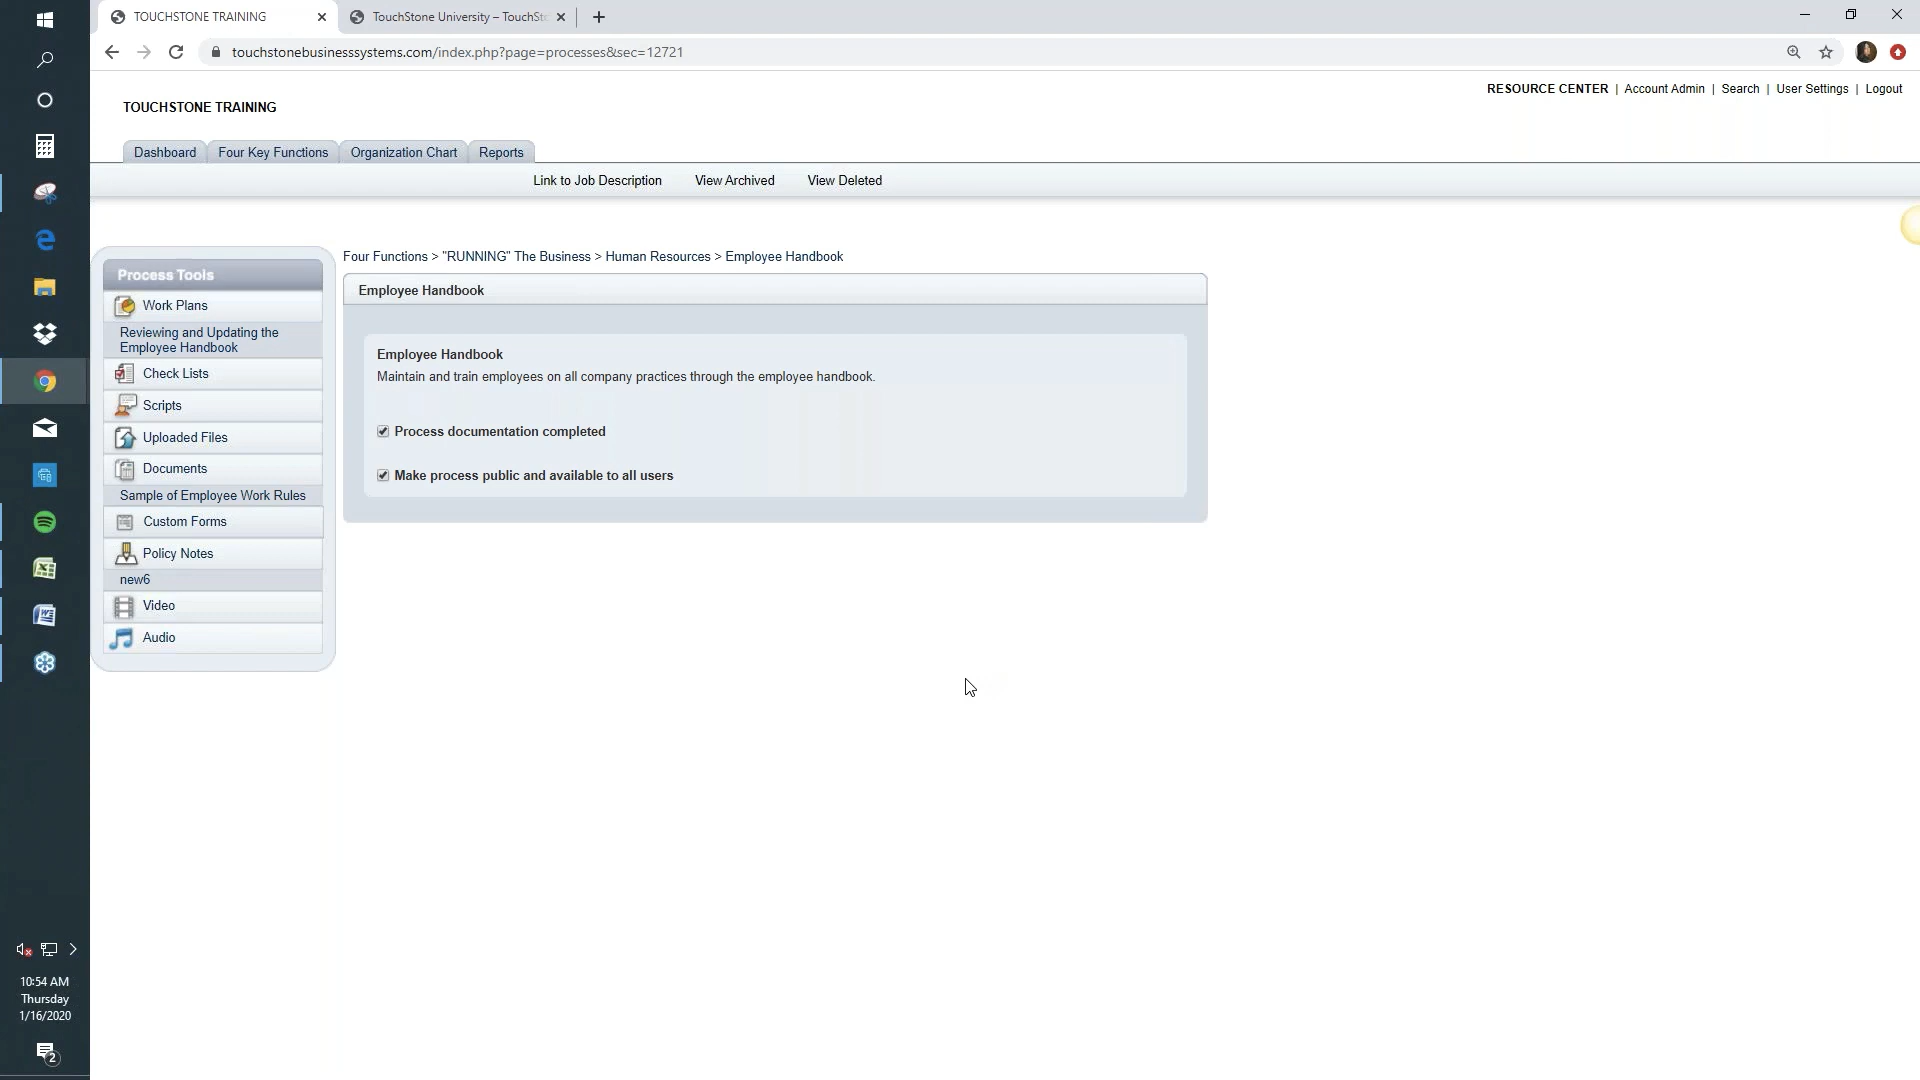 TOUCHSTONE TRAINING
TouchStone University – TouchSt
touchstonebusinesssystems.com/index.php?page=processes&sec=12721
RESOURCE CENTER | Account Admin | Search | User Settings | Logout
TOUCHSTONE TRAINING
Dashboard
Four Key Functions
Organization Chart
Reports
Link to Job Description
View Archived
View Deleted
Process Tools
Work Plans
Reviewing and Updating the
Employee Handbook
Check Lists
Scripts
Uploaded Files
Documents
Sample of Employee Work Rules
Custom Forms
Policy Notes
new6
Video
Audio
Four Functions > "RUNNING" The Business > Human Resources > Employee Handbook
Employee Handbook
Employee Handbook
Maintain and train employees on all company practices through the employee handbook.
Process documentation completed
Make process public and available to all users
10:54 AM
Thursday
1/16/2020
2